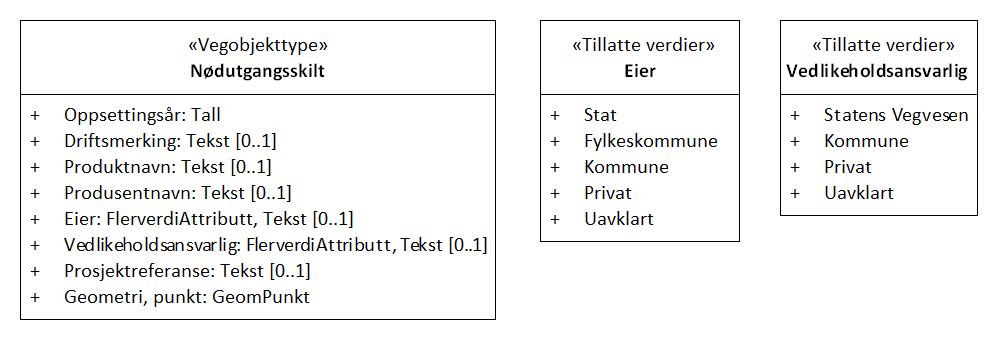 «Vegobjekttype»
Nødutgangsskilt
+ Oppsettingsår: Tall
+ Driftsmerking: Tekst [0..1]
+ Produktnavn: Tekst [0..1]
+ Produsentnavn: Tekst [0..1]
+ Eier: FlerverdiAttributt, Tekst [0..1]
+ Vedlikeholdsansvarlig: FlerverdiAttributt, Tekst [0..1]
+ Prosjektreferanse: Tekst [0..1]
+ Geometri, punkt: GeomPunkt
«Tillatte verdier»
Eier
+ Stat
+ Fylkeskommune
+ Kommune
+ Privat
+ Uavklart
«Tillatte verdier»
Vedlikeholdsansvarlig
+ Statens Vegvesen
+ Kommune
+ Privat
+ Uavklart